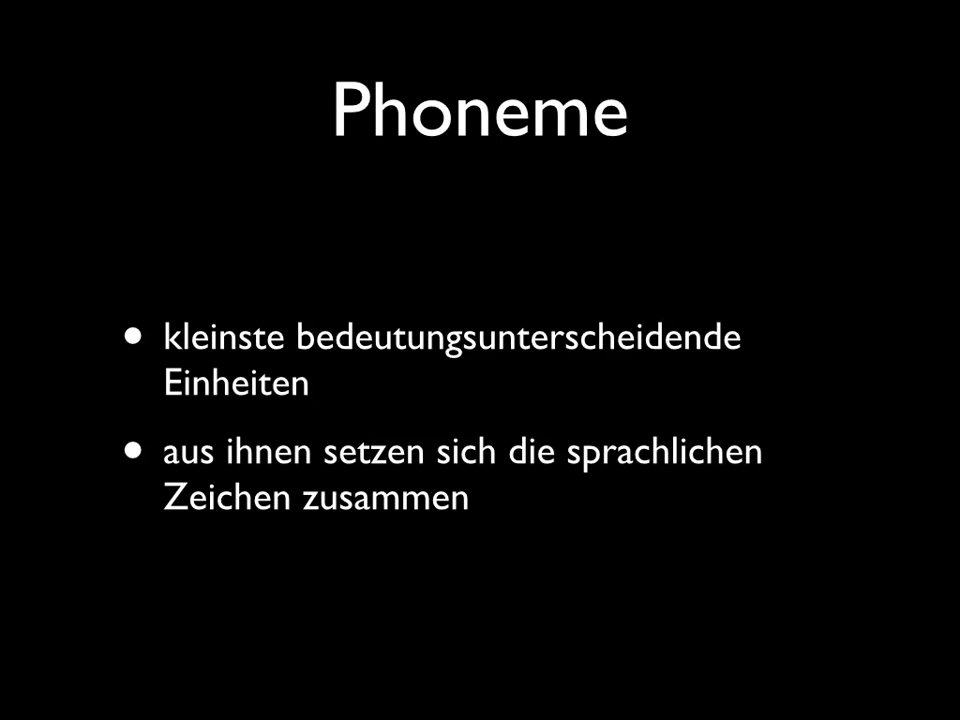 Phoneme
• kleinste bedeutungsunterscheidende
Einheiten
• aus ihnen setzen sich die sprachlichen
Zeichen zusammen